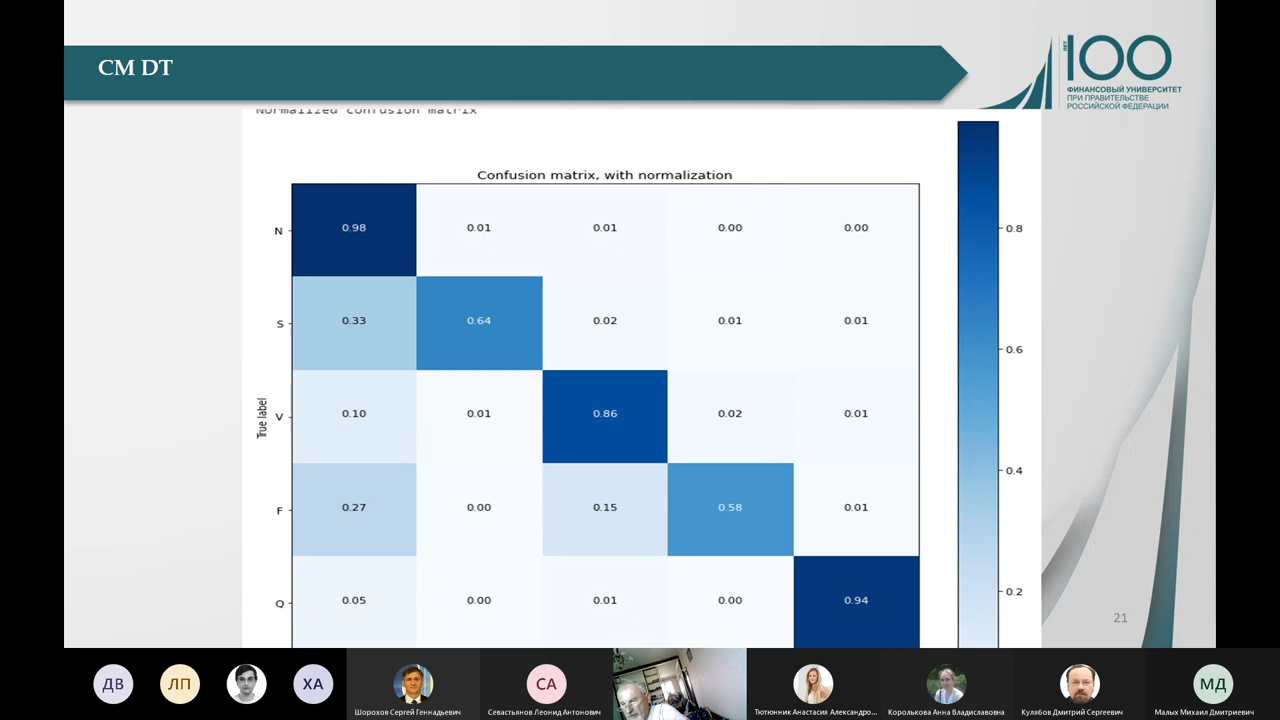 CM DT
ЛЕТ
100
ФИНАНСОВЫЙ УНИВЕРСИТЕТ
ПРИ ПРАВИТЕЛЬСТВЕ
РОССИЙСКОЙ ФЕДЕРАЦИИ
Normalized confusion matrix
Confusion matrix, with normalization
N 0.98 0.01 0.01 0.00 0.00
S 0.33 0.64 0.02 0.01 0.01
V 0.10 0.01 0.86 0.02 0.01
F 0.27 0.00 0.15 0.58 0.01
Q 0.05 0.00 0.01 0.00 0.94
True label
0.8
0.6
0.4
0.2
21
ДВ
ЛП
ХА
СА
МД
Шорохов Сергей Геннадьевич
Севастьянов Леонид Антонович
Тютюнник Анастасия Александро...
Королькова Анна Владиславовна
Кулябов Дмитрий Сергеевич
Малых Михаил Дмитриевич